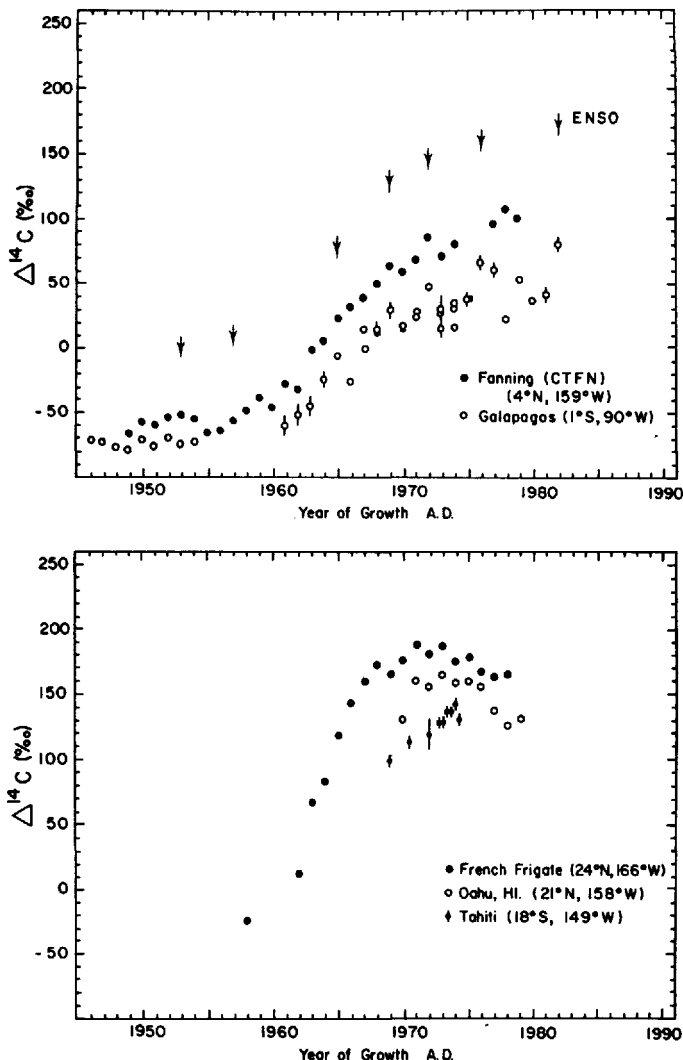 250
200
150
100
50
0
-50
Δ14C (‰)
ENSO
Fanning (CTFN)
(4°N, 159°W)
Galapagos (1°S, 90°W)
1950
1960
1970
1980
1990
Year of Growth A.D.
250
200
150
100
50
0
-50
Δ14C (‰)
French Frigate (24°N, 166°W)
Oahu, HI. (21°N, 158°W)
Tahiti (18°S, 149°W)
1950
1960
1970
1980
1990
Year of Growth A.D.